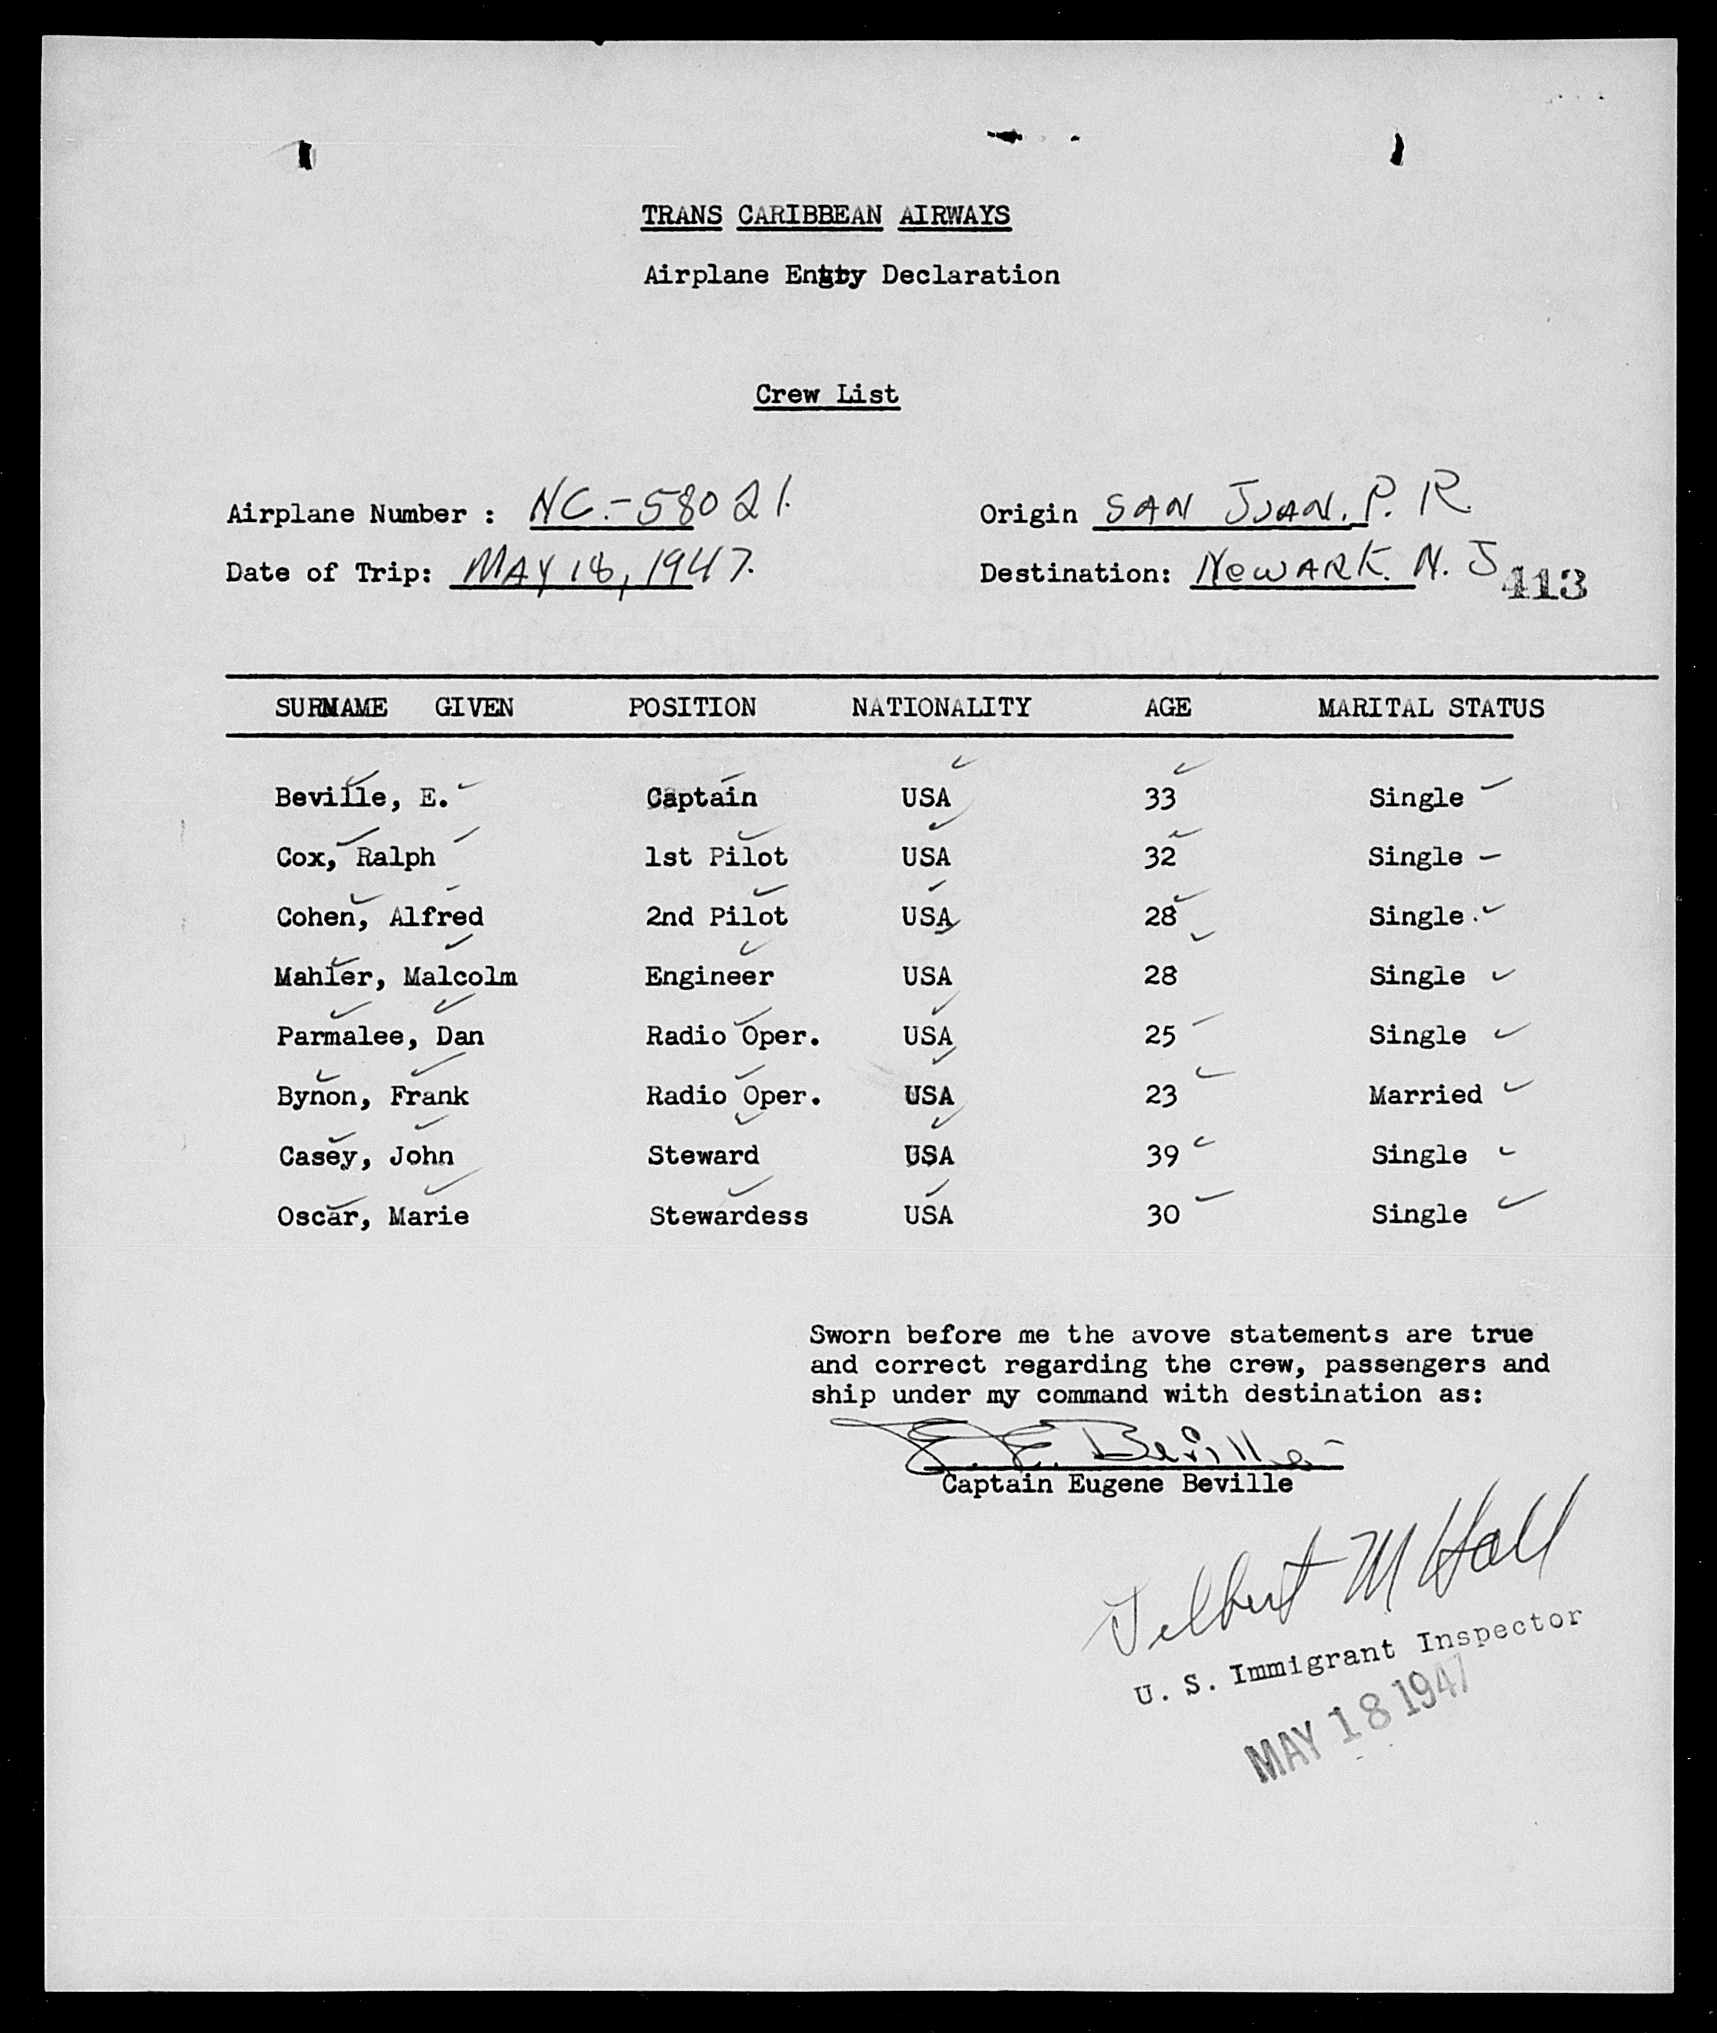 TRANS CARIBBEAN AIRWAYS
Airplane Entry Declaration
Crew List
Airplane Number : NC.-58021. Origin SAN JUAN. P. R.
Date of Trip: MAY 18, 1947. Destination: NEWARK. N. J 413
SURNAME GIVEN POSITION NATIONALITY AGE MARITAL STATUS
Beville, E. Captain USA 33 Single
Cox, Ralph 1st Pilot USA 32 Single
Cohen, Alfred 2nd Pilot USA 28 Single
Mahler, Malcolm Engineer USA 28 Single
Parmalee, Dan Radio Oper. USA 25 Single
Bynon, Frank Radio Oper. USA 23 Married
Casey, John Steward USA 39 Single
Oscar, Marie Stewardess USA 30 Single
Sworn before me the avove statements are true
and correct regarding the crew, passengers and
ship under my command with destination as:
E. E. Beville
Captain Eugene Beville
M Hall
U. S. Immigrant Inspector
MAY 18 1947